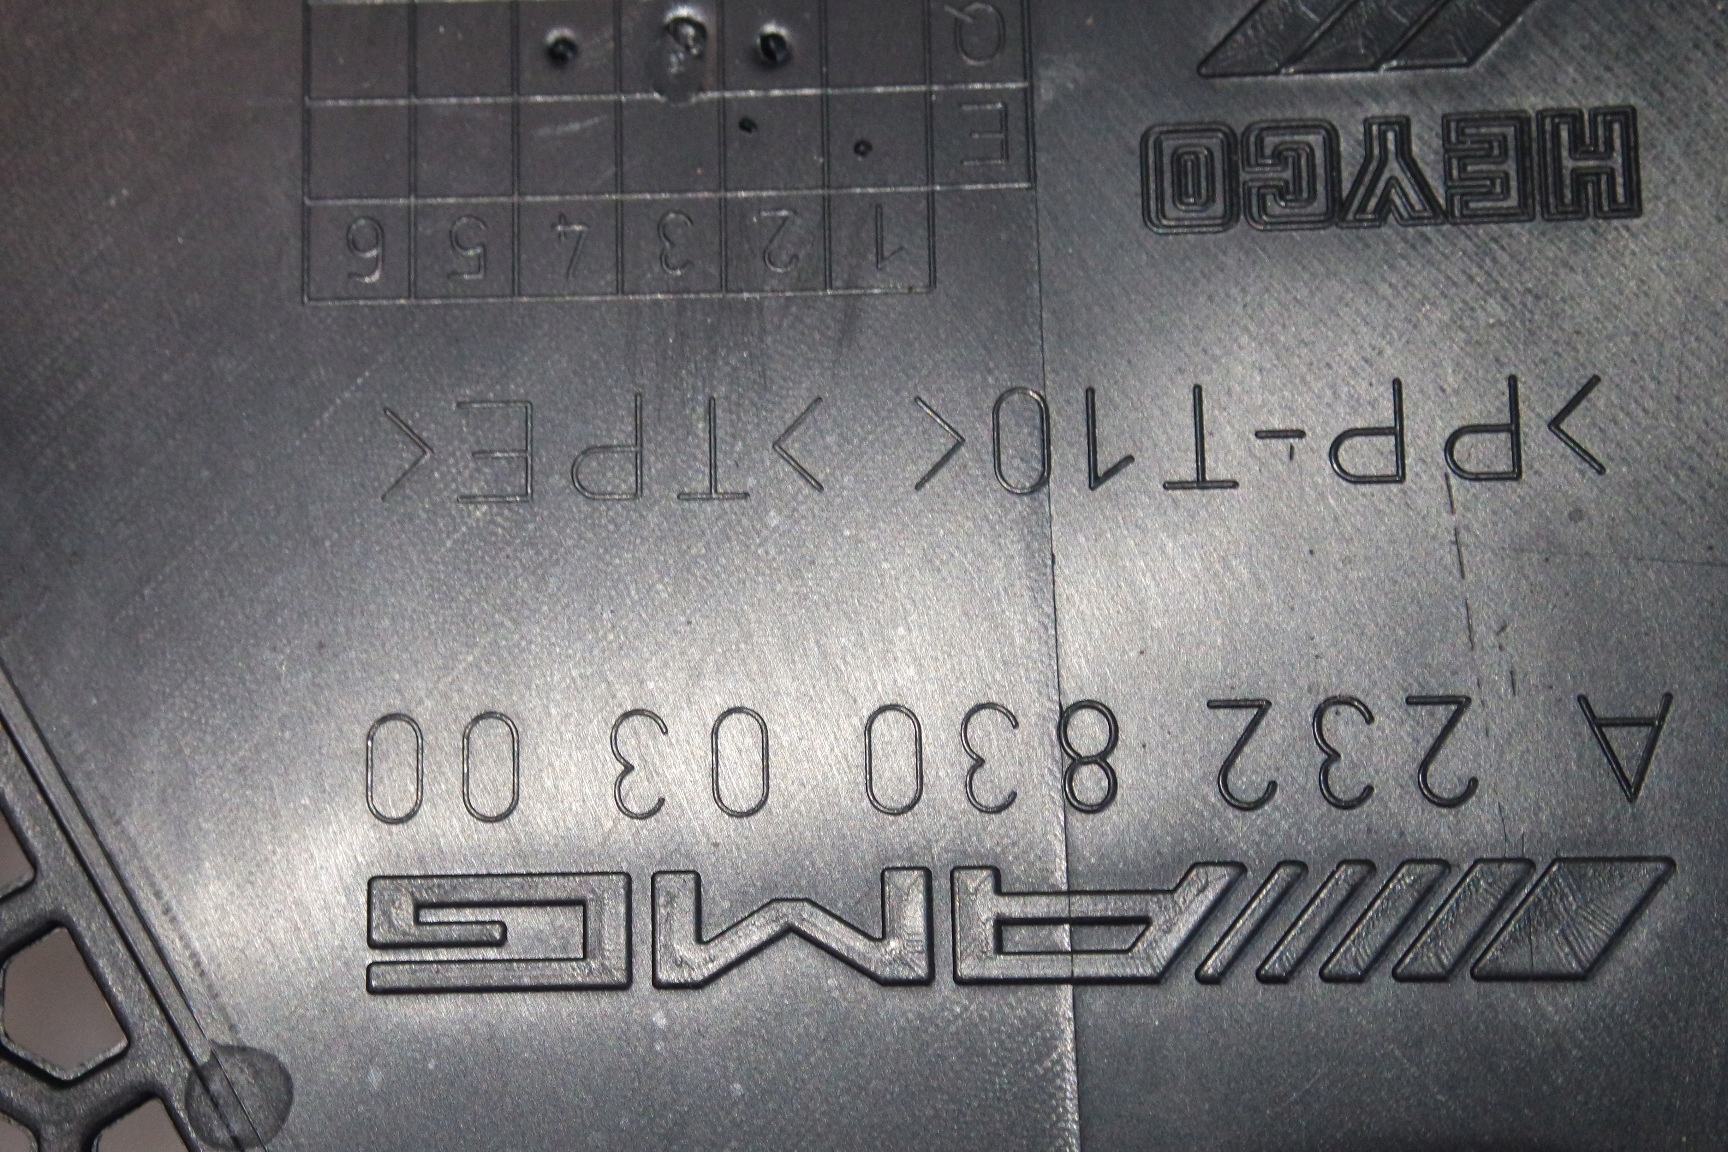 AMG
A 232 830 03 00
>PP-T10< >TPE<
1 2 3 4 5 6
HEYCO
E
Q